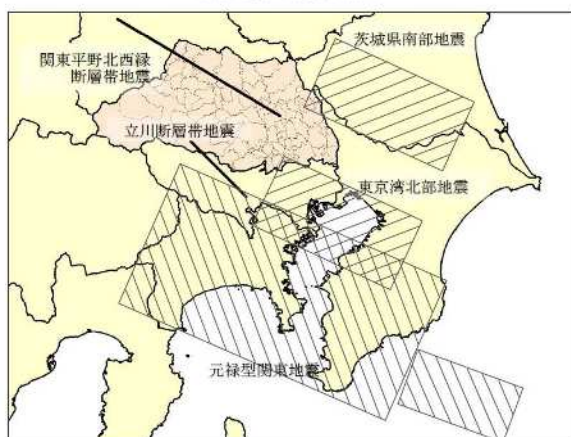 茨城県南部地震
関東平野北西縁
断層帯地震
立川断層帯地震
東京湾北部地震
元禄型関東地震